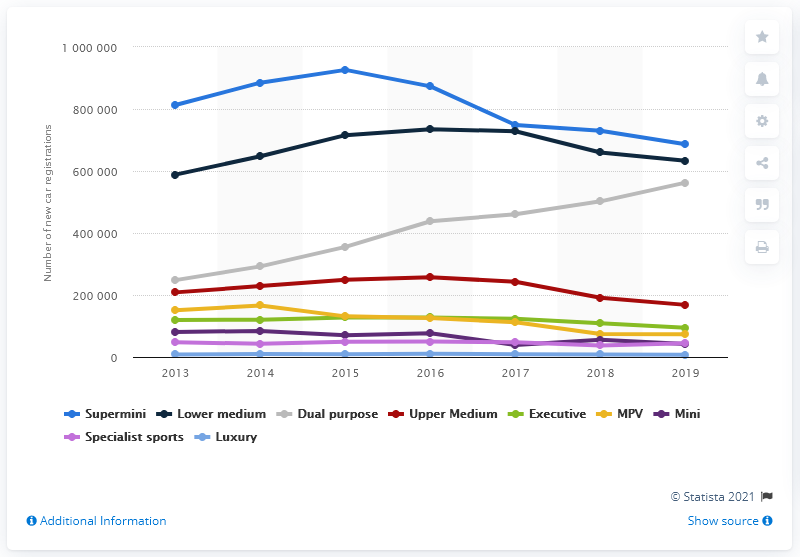 1 000 000
800 000
600 000
400 000
200 000
0
Number of new car registrations
2013 2014 2015 2016 2017 2018 2019
Supermini Lower medium Dual purpose Upper Medium Executive MPV Mini
Specialist sports Luxury
© Statista 2021
Additional Information Show source